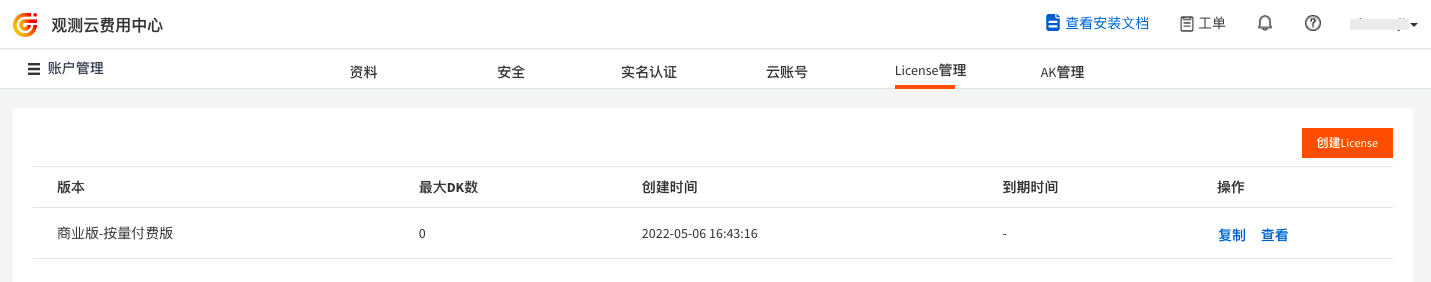 观测云费用中心 查看安装文档 工单
账户管理 资料 安全 实名认证 云账号 License管理 AK管理
创建License
版本 最大DK数 创建时间 到期时间 操作
商业版-按量付费版 0 2022-05-06 16:43:16 - 复制 查看